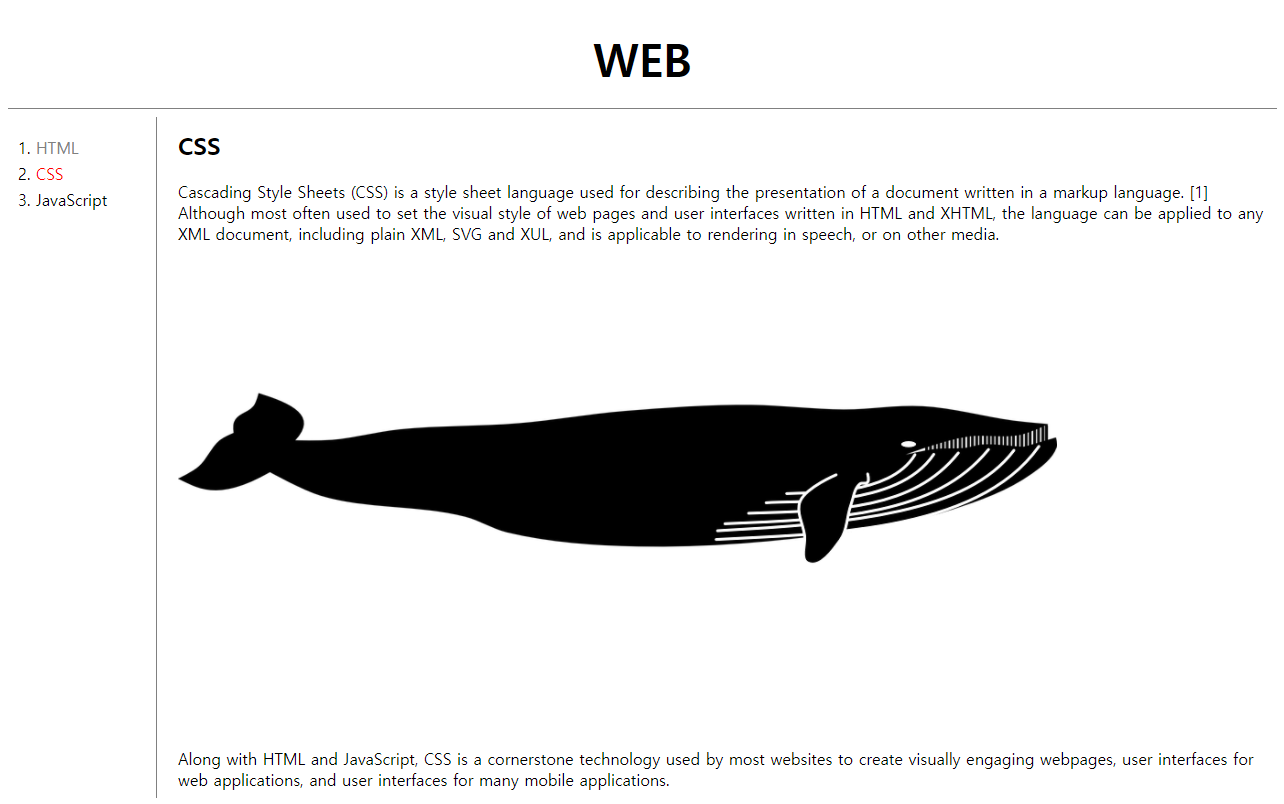 WEB
1. HTML
2. CSS
3. JavaScript
CSS
Cascading Style Sheets (CSS) is a style sheet language used for describing the presentation of a document written in a markup language. [1]
Although most often used to set the visual style of web pages and user interfaces written in HTML and XHTML, the language can be applied to any
XML document, including plain XML, SVG and XUL, and is applicable to rendering in speech, or on other media.
Along with HTML and JavaScript, CSS is a cornerstone technology used by most websites to create visually engaging webpages, user interfaces for
web applications, and user interfaces for many mobile applications.